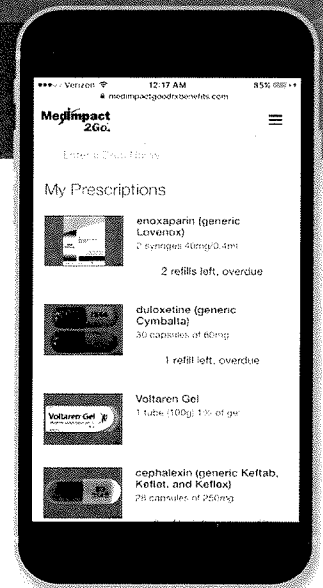 Verizon 12:17 AM 85%
medimpactgoodrxbenefits.com
MedImpact
2Go.
Enter a Drug Name
My Prescriptions
enoxaparin (generic
Lovenox)
2 syringes 40mg/0.4ml
2 refills left, overdue
duloxetine (generic
Cymbalta)
30 capsules of 60mg
1 refill left, overdue
Voltaren Gel
Voltaren Gel
1 tube (100g) 1% of gel
cephalexin (generic Keftab,
Keflet, and Keflex)
28 capsules of 250mg